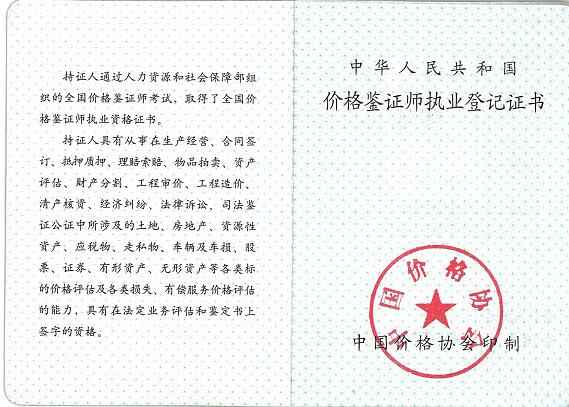 持证人通过人力资源和社会保障部组
织的全国价格鉴证师考试，取得了全国价
格鉴证师执业资格证书。
持证人具有从事在生产经营、合同签
订、抵押质押、理赔索赔、物品拍卖、资产
评估、财产分割、工程审价、工程造价、
清产核资、经济纠纷、法律诉讼、司法鉴
证公证中所涉及的土地、房地产、资源性
资产、应税物、走私物、车辆及车损、股
票、证券、有形资产、无形资产等各类标
的价格评估及各类损失、有偿服务价格评估
的能力，具有在法定业务评估和鉴定书上
签字的资格。
中华人民共和国
价格鉴证师执业登记证书
中国价格协会
中国价格协会印制